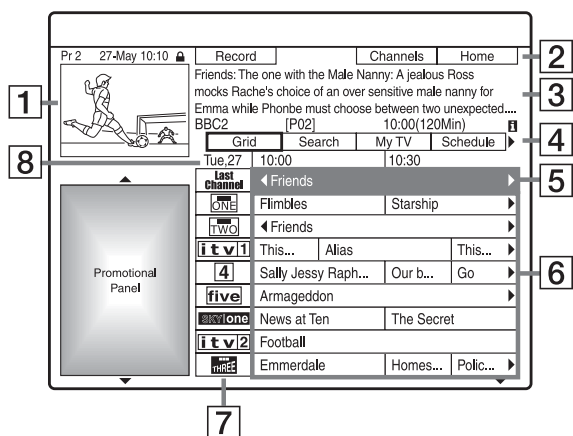 Pr 2 27-May 10:10 Record Channels Home
Friends: The one with the Male Nanny: A jealous Ross
mocks Rache's choice of an over sensitive male nanny for
Emma while Phonbe must choose between two unexpected....
BBC2 [P02] 10:00(120Min) i
Grid Search My TV Schedule
Tue,27 10:00 10:30
Last
Channel
Friends
ONE Flimbles Starship
TWO Friends
itv1 This... Alias This...
4 Sally Jessy Raph... Our b... Go
five Armageddon
SKY one News at Ten The Secret
itv2 Football
THREE Emmerdale Homes... Polic...
Promotional
Panel
1
2
3
4
5
6
7
8